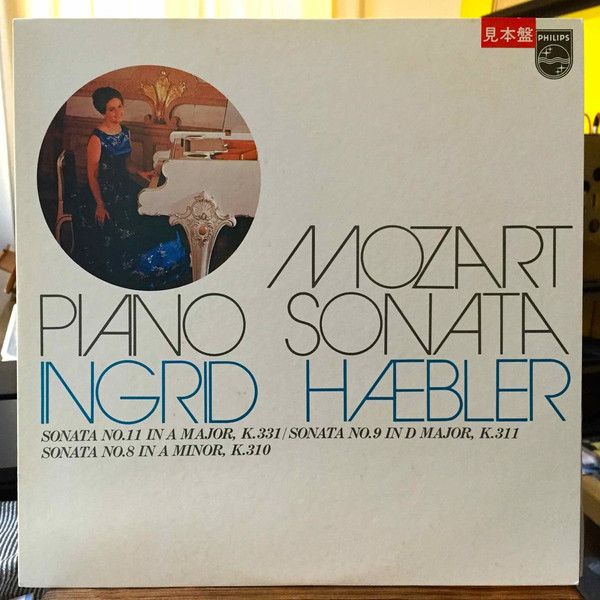 見本盤
PHILIPS
MOZART
PIANO SONATA
INGRID HÆBLER
SONATA NO.11 IN A MAJOR, K.331/SONATA NO.9 IN D MAJOR, K.311
SONATA NO.8 IN A MINOR, K.310